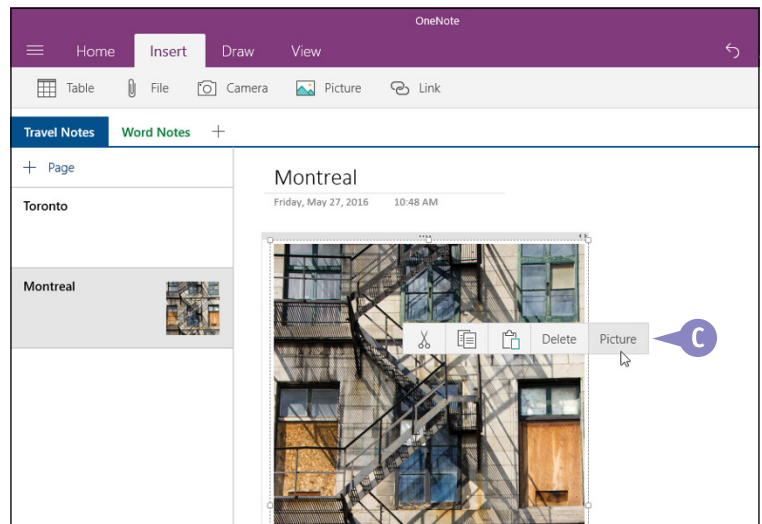 OneNote
Home Insert Draw View
Table File Camera Picture Link
Travel Notes Word Notes +
+ Page
Montreal
Friday, May 27, 2016 10:48 AM
Toronto
Montreal
Delete Picture
C